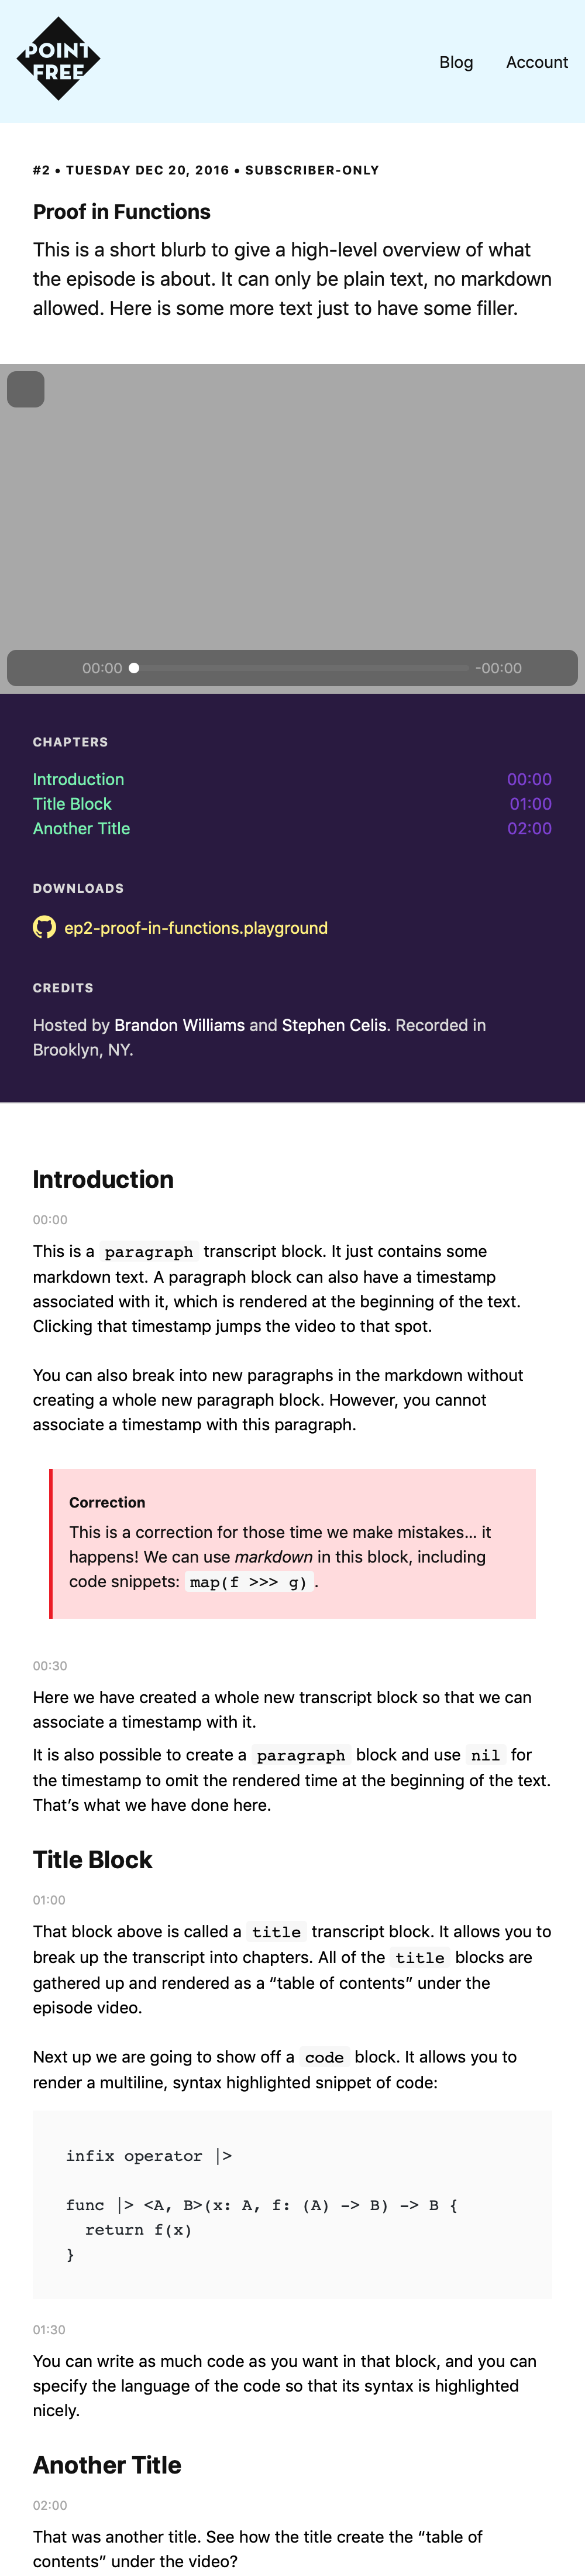 POINT
FREE
Blog
Account
#2 • TUESDAY DEC 20, 2016 • SUBSCRIBER-ONLY
Proof in Functions
This is a short blurb to give a high-level overview of what
the episode is about. It can only be plain text, no markdown
allowed. Here is some more text just to have some filler.
00:00
-00:00
CHAPTERS
Introduction 00:00
Title Block 01:00
Another Title 02:00
DOWNLOADS
ep2-proof-in-functions.playground
CREDITS
Hosted by Brandon Williams and Stephen Celis. Recorded in
Brooklyn, NY.
Introduction
00:00
This is a paragraph transcript block. It just contains some
markdown text. A paragraph block can also have a timestamp
associated with it, which is rendered at the beginning of the text.
Clicking that timestamp jumps the video to that spot.
You can also break into new paragraphs in the markdown without
creating a whole new paragraph block. However, you cannot
associate a timestamp with this paragraph.
Correction
This is a correction for those time we make mistakes… it
happens! We can use markdown in this block, including
code snippets: map(f >>> g).
00:30
Here we have created a whole new transcript block so that we can
associate a timestamp with it.
It is also possible to create a paragraph block and use nil for
the timestamp to omit the rendered time at the beginning of the text.
That’s what we have done here.
Title Block
01:00
That block above is called a title transcript block. It allows you to
break up the transcript into chapters. All of the title blocks are
gathered up and rendered as a “table of contents” under the
episode video.
Next up we are going to show off a code block. It allows you to
render a multiline, syntax highlighted snippet of code:
infix operator |>
func |> <A, B>(x: A, f: (A) -> B) -> B {
  return f(x)
}
01:30
You can write as much code as you want in that block, and you can
specify the language of the code so that its syntax is highlighted
nicely.
Another Title
02:00
That was another title. See how the title create the “table of
contents” under the video?